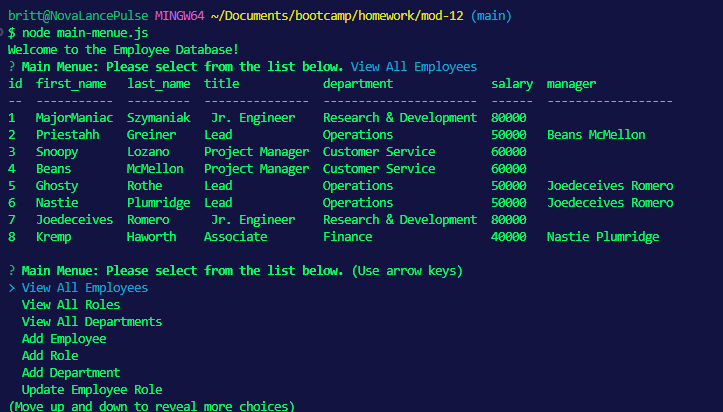 britt@NovaLancePulse MINGW64 ~/Documents/bootcamp/homework/mod-12 (main)
$ node main-menue.js
Welcome to the Employee Database!
? Main Menue: Please select from the list below. View All Employees
id  first_name   last_name  title            department              salary  manager
--  -----------  ---------  ---------------  ----------------------  ------  ------------------
1   MajorManiac  Szymaniak   Jr. Engineer    Research & Development  80000
2   Priestahh    Greiner    Lead             Operations              50000   Beans McMellon
3   Snoopy       Lozano     Project Manager  Customer Service        60000
4   Beans        McMellon   Project Manager  Customer Service        60000
5   Ghosty       Rothe      Lead             Operations              50000   Joedeceives Romero
6   Nastie       Plumridge  Lead             Operations              50000   Joedeceives Romero
7   Joedeceives  Romero      Jr. Engineer    Research & Development  80000
8   Kremp        Haworth    Associate        Finance                 40000   Nastie Plumridge
? Main Menue: Please select from the list below. (Use arrow keys)
> View All Employees
  View All Roles
  View All Departments
  Add Employee
  Add Role
  Add Department
  Update Employee Role
(Move up and down to reveal more choices)